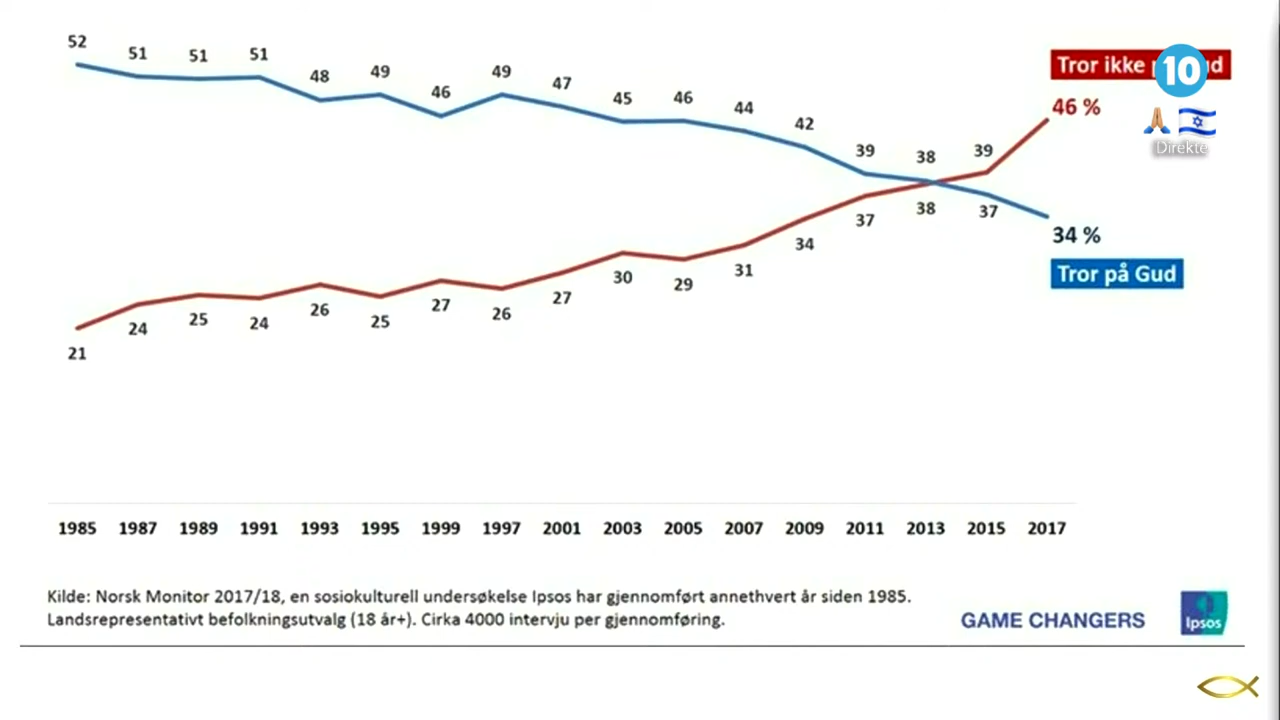 52 51 51 51 48 49 46 49 47 45 46 44 42 39 38 39
Tror ikke
10
46 %
Direkte
21 24 25 24 26 25 27 26 27 30 29 31 34 37 38 37
34 %
Tror på Gud
1985 1987 1989 1991 1993 1995 1999 1997 2001 2003 2005 2007 2009 2011 2013 2015 2017
Kilde: Norsk Monitor 2017/18, en sosiokulturell undersøkelse Ipsos har gjennomført annethvert år siden 1985.
Landsrepresentativt befolkningsutvalg (18 år+). Cirka 4000 intervju per gjennomføring.
GAME CHANGERS
Ipsos